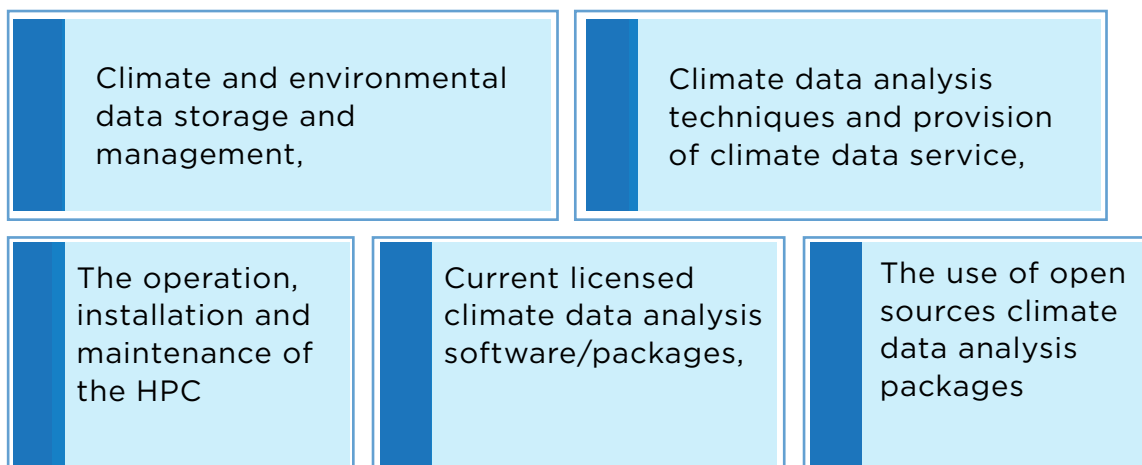 Climate and environmental
data storage and
management,
Climate data analysis
techniques and provision
of climate data service,
The operation,
installation and
maintenance of
the HPC
Current licensed
climate data analysis
software/packages,
The use of open
sources climate
data analysis
packages